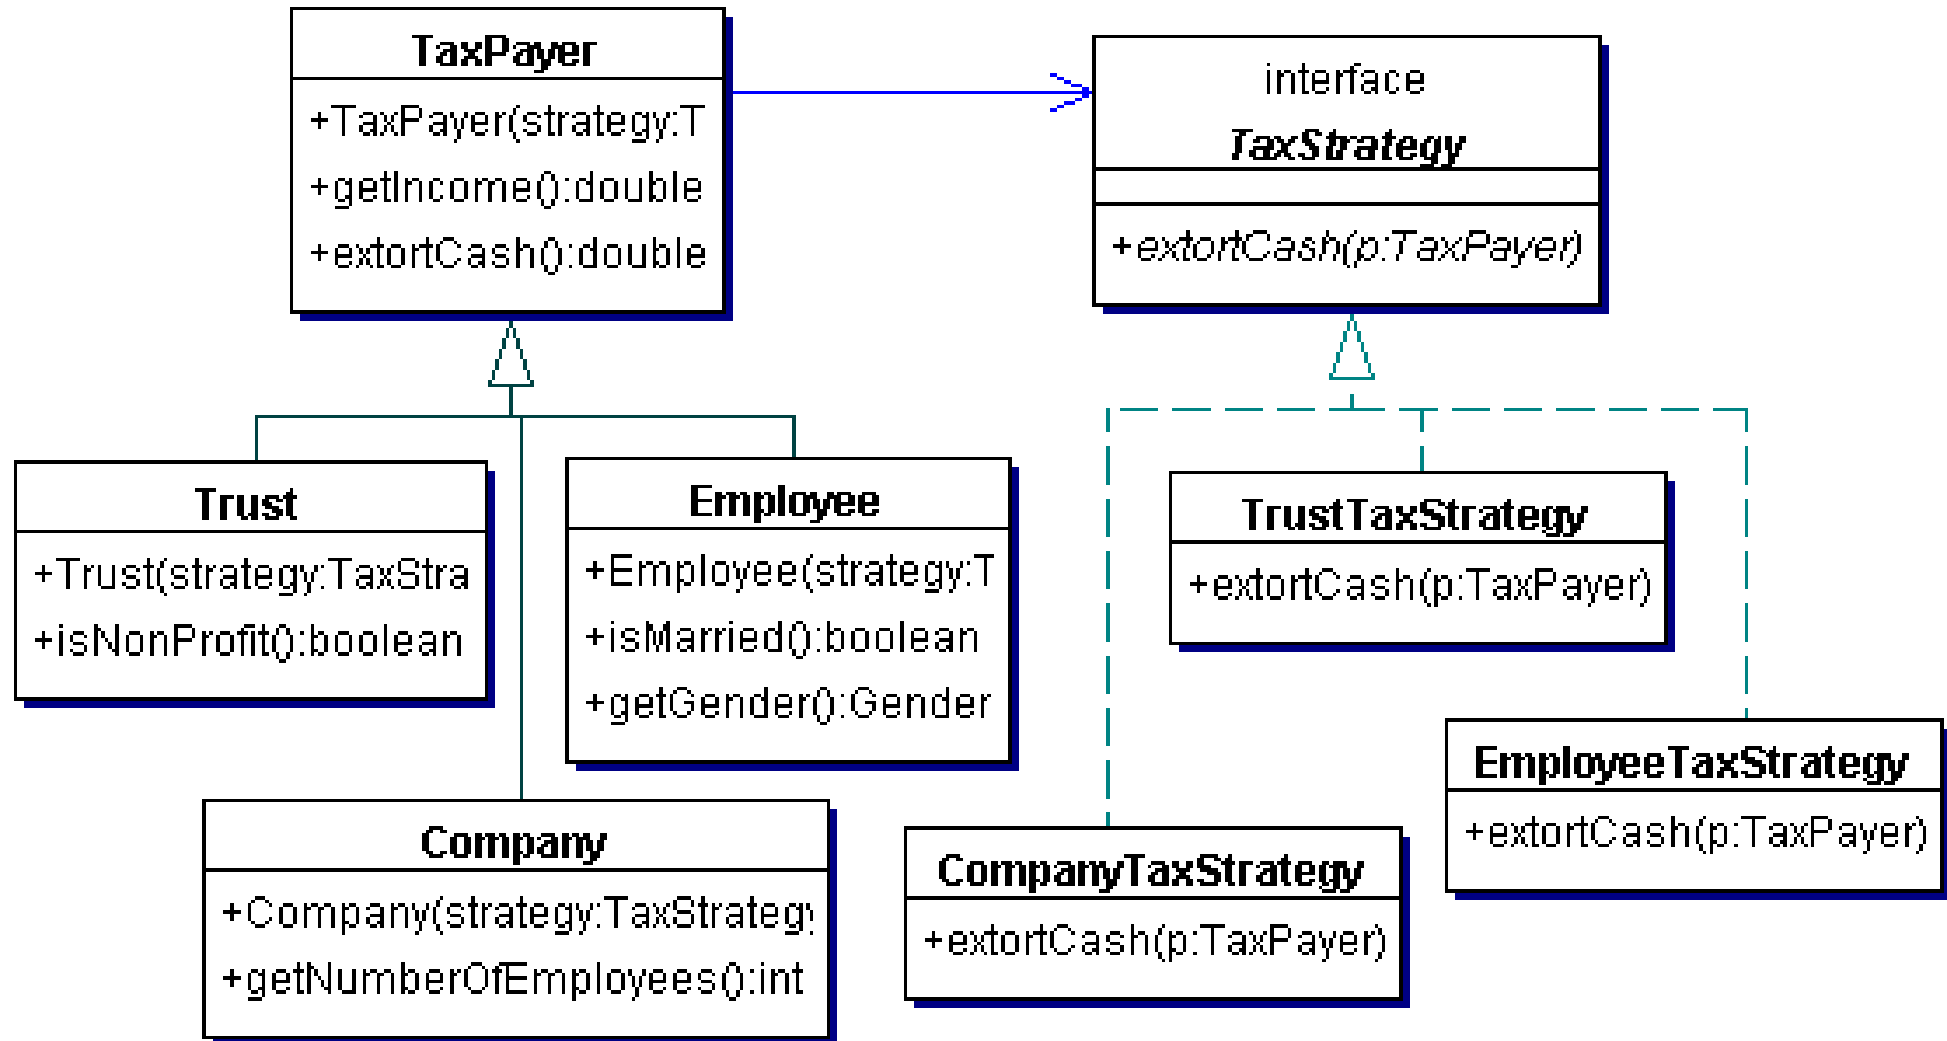 TaxPayer
+TaxPayer(strategy:T
+getIncome():double
+extortCash():double
interface
TaxStrategy
+extortCash(p:TaxPayer)
Trust
+Trust(strategy:TaxStra
+isNonProfit():boolean
Employee
+Employee(strategy:T
+isMarried():boolean
+getGender():Gender
TrustTaxStrategy
+extortCash(p:TaxPayer)
EmployeeTaxStrategy
+extortCash(p:TaxPayer)
Company
+Company(strategy:TaxStrategy
+getNumberOfEmployees():int
CompanyTaxStrategy
+extortCash(p:TaxPayer)